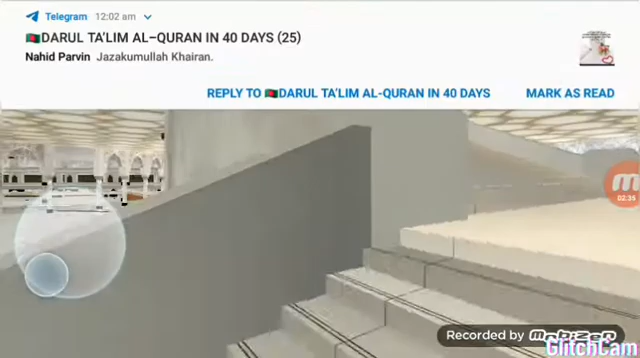 Telegram 12:02 am
🇧🇩DARUL TA'LIM AL-QURAN IN 40 DAYS (25)
Nahid Parvin Jazakumullah Khairan.
REPLY TO 🇧🇩DARUL TA'LIM AL-QURAN IN 40 DAYS MARK AS READ
02:35
Recorded by Mobizen
GlitchCam